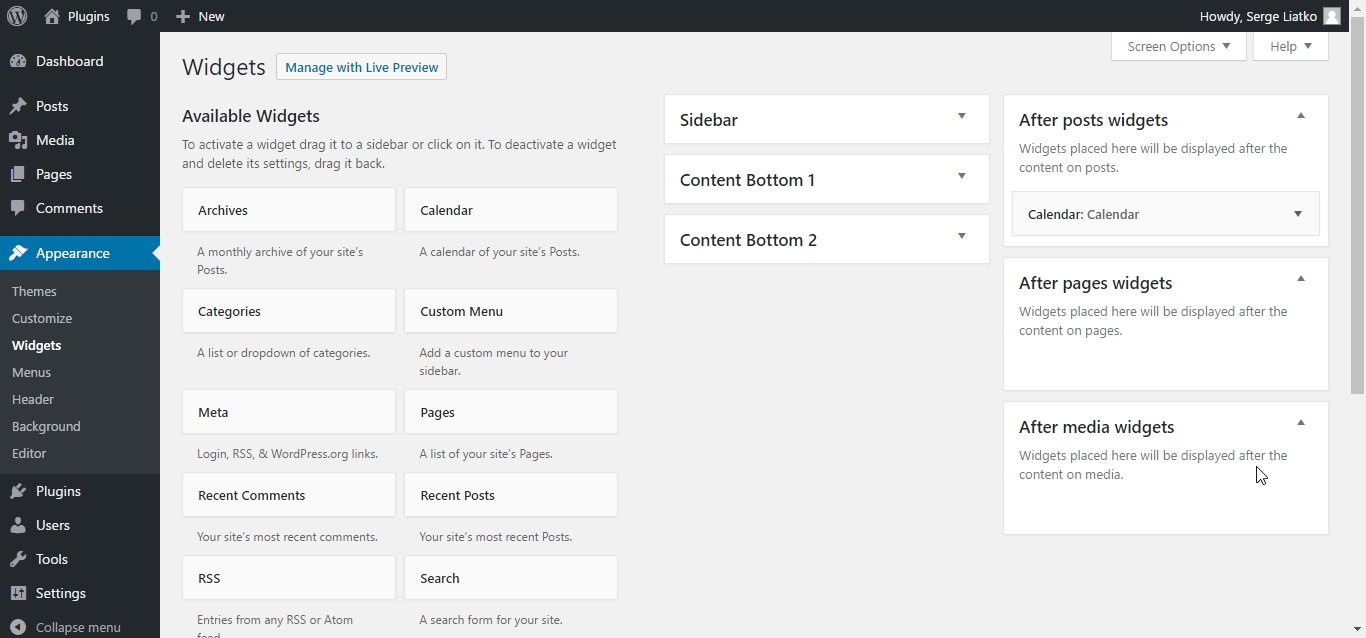 Plugins
0
New
Howdy, Serge Liatko
Dashboard
Posts
Media
Pages
Comments
Appearance
Themes
Customize
Widgets
Menus
Header
Background
Editor
Plugins
Users
Tools
Settings
Collapse menu
Screen Options
Help
Widgets
Manage with Live Preview
Available Widgets
To activate a widget drag it to a sidebar or click on it. To deactivate a widget
and delete its settings, drag it back.
Archives
A monthly archive of your site's
Posts.
Calendar
A calendar of your site's Posts.
Categories
A list or dropdown of categories.
Custom Menu
Add a custom menu to your
sidebar.
Meta
Login, RSS, & WordPress.org links.
Pages
A list of your site's Pages.
Recent Comments
Your site's most recent comments.
Recent Posts
Your site's most recent Posts.
RSS
Entries from any RSS or Atom
feed.
Search
A search form for your site.
Sidebar
Content Bottom 1
Content Bottom 2
After posts widgets
Widgets placed here will be displayed after the
content on posts.
Calendar: Calendar
After pages widgets
Widgets placed here will be displayed after the
content on pages.
After media widgets
Widgets placed here will be displayed after the
content on media.